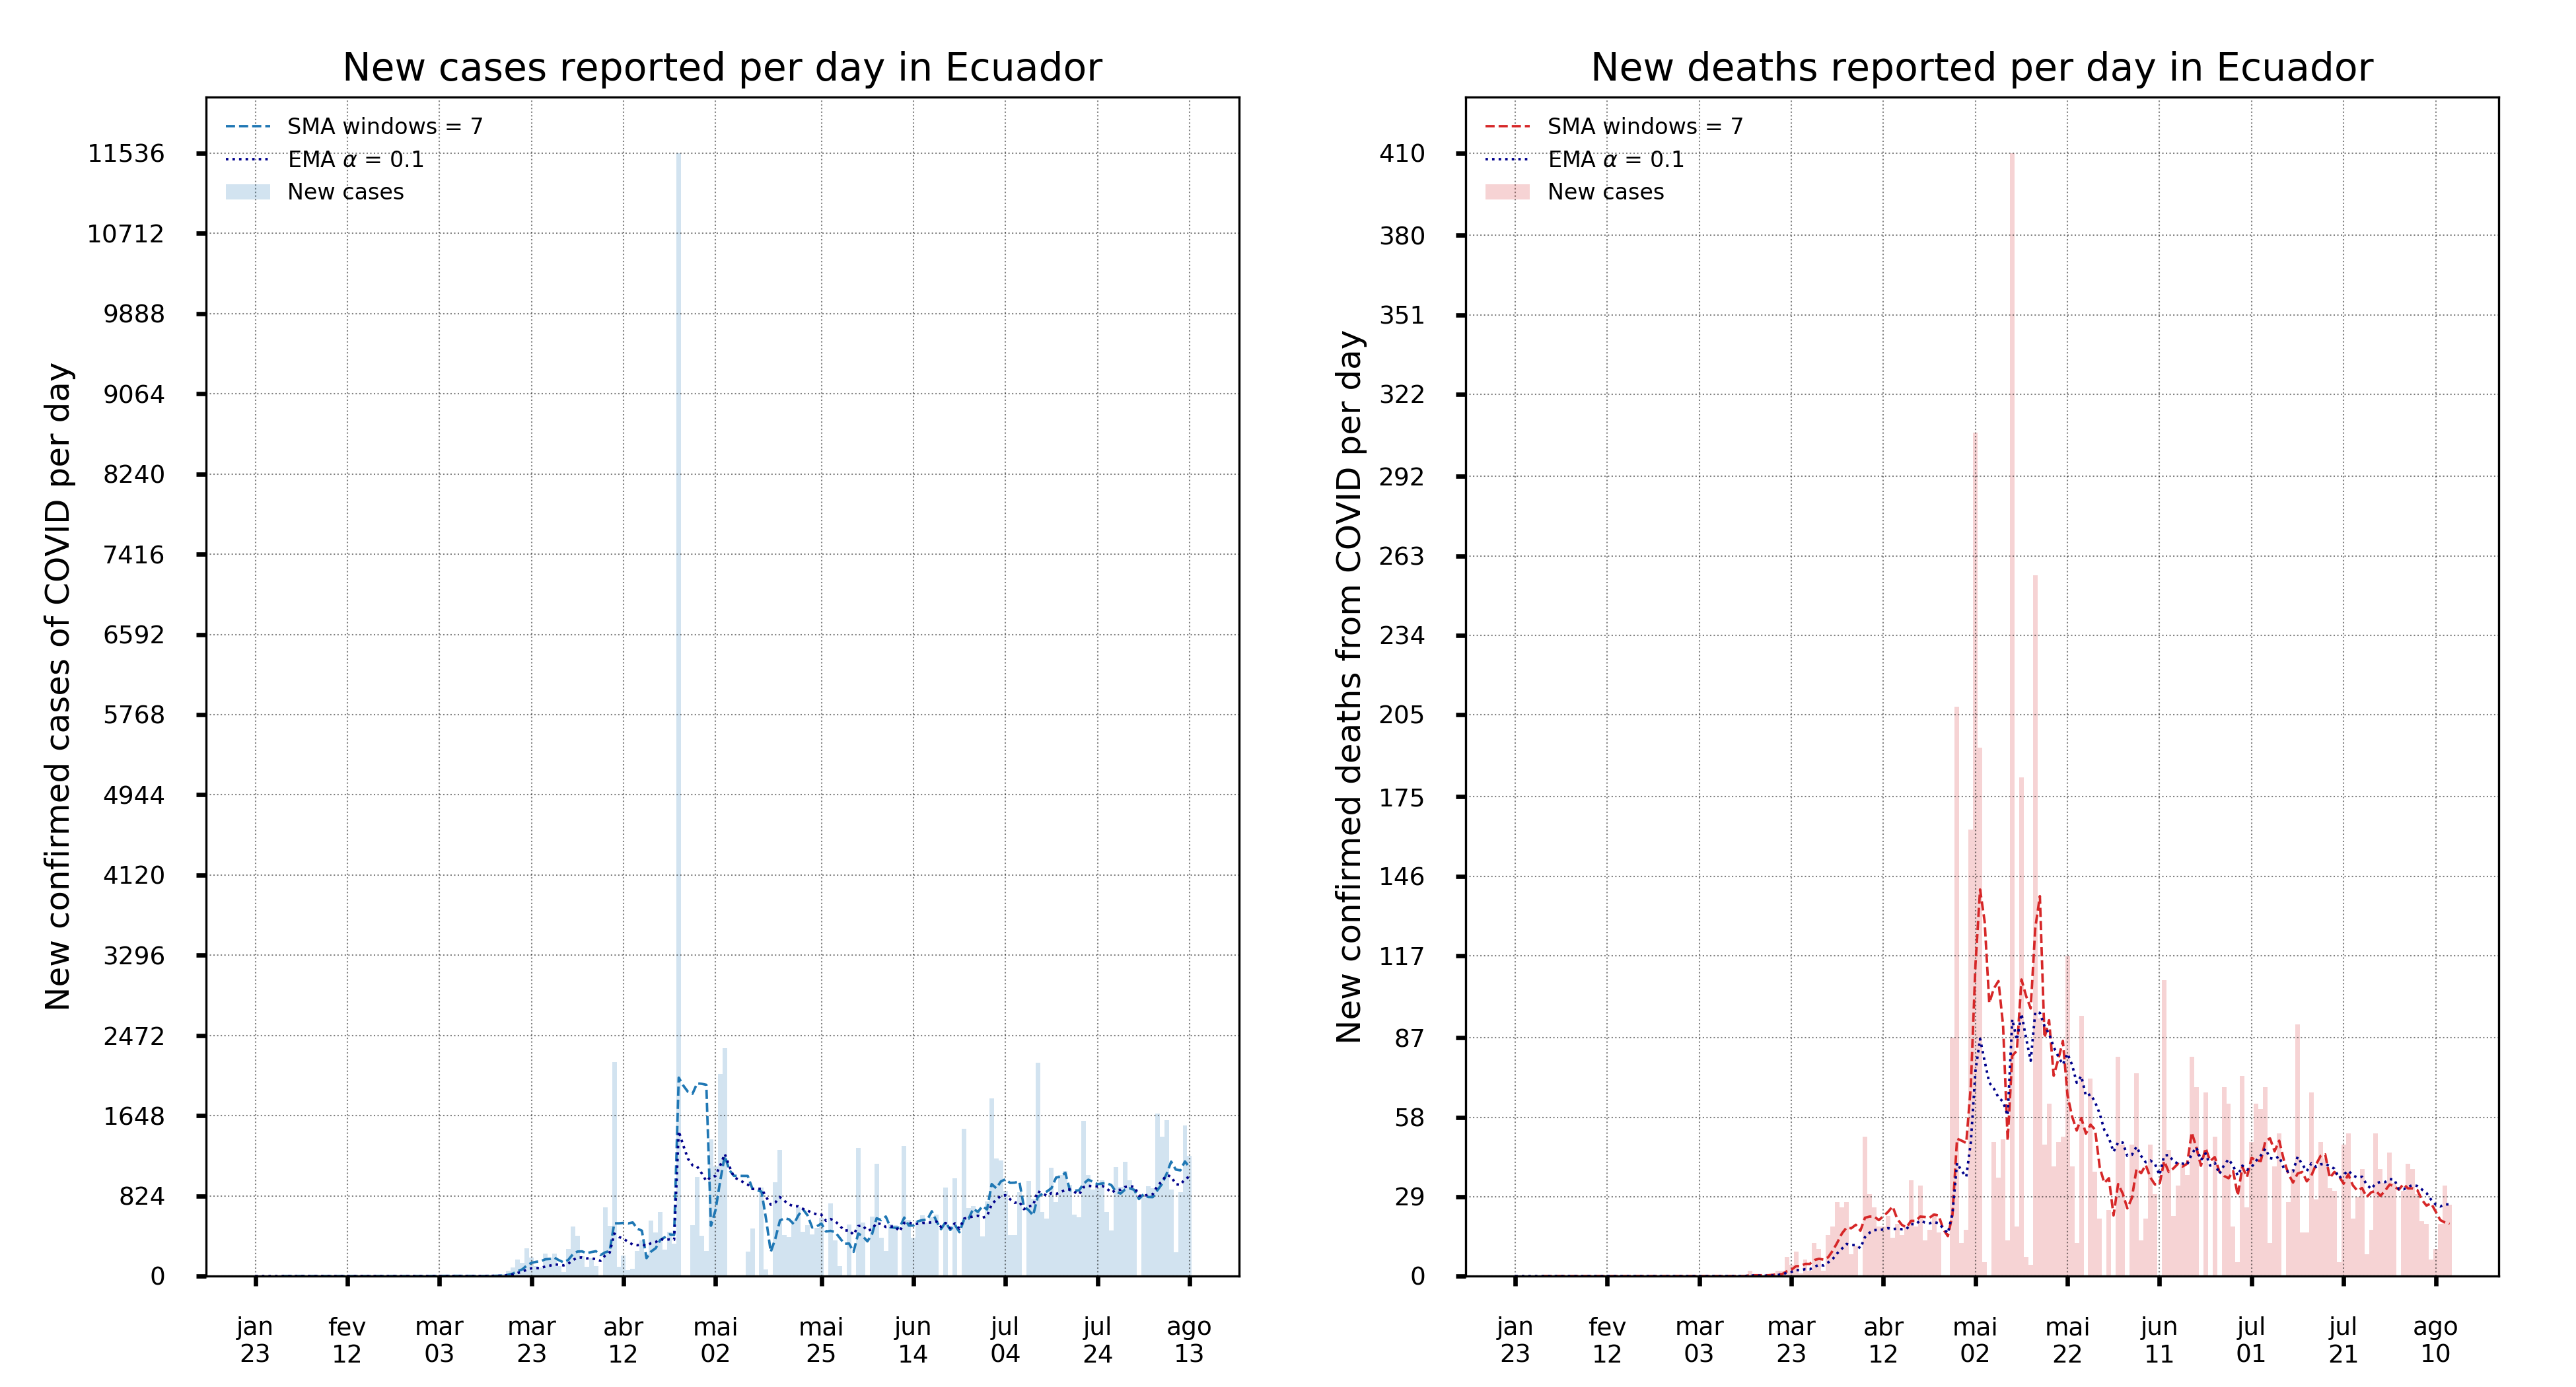 New cases reported per day in Ecuador
SMA windows = 7
EMA α = 0.1
New cases
New confirmed cases of COVID per day
11536
10712
9888
9064
8240
7416
6592
5768
4944
4120
3296
2472
1648
824
0
jan
23
fev
12
mar
03
mar
23
abr
12
mai
02
mai
25
jun
14
jul
04
jul
24
ago
13
New deaths reported per day in Ecuador
SMA windows = 7
EMA α = 0.1
New cases
New confirmed deaths from COVID per day
410
380
351
322
292
263
234
205
175
146
117
87
58
29
0
jan
23
fev
12
mar
03
mar
23
abr
12
mai
02
mai
22
jun
11
jul
01
jul
21
ago
10